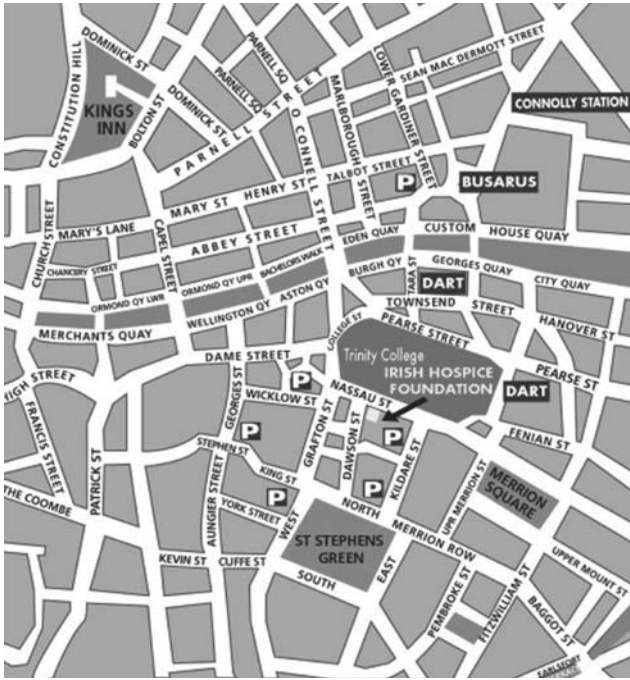 DOMINICK ST
PARNELL SQ
PARNELL SQ
LOWER GARDINER STREET
SEAN MAC DERMOTT STREET
CONSTITUTION HILL
KINGS
INN
BOLTON ST
DOMINICK ST
PARNELL STREET
O CONNELL STREET
MARLBOROUGH STREET
CONNOLLY STATION
TALBOT STREET
HENRY ST
MARY ST
P
BUSARUS
CHURCH STREET
MARY'S LANE
CAPEL STREET
ABBEY STREET
EDEN QUAY
CUSTOM HOUSE QUAY
CHANCERY STREET
ORMOND QY LWR
ORMOND QY UPR
BACHELORS WALK
BURGH QY
TARA ST
GEORGES QUAY
CITY QUAY
DART
MERCHANTS QUAY
WELLINGTON QY
ASTON QY
TOWNSEND STREET
HANOVER ST
COLLEGE ST
PEARSE STREET
DAME STREET
Trinity College
IRISH HOSPICE
FOUNDATION
PEARSE ST
DART
HIGH STREET
P
NASSAU ST
WICKLOW ST
GEORGES ST
FRANCIS STREET
PATRICK ST
GRAFTON ST
DAWSON ST
P
P
KILDARE ST
FENIAN ST
STEPHEN ST
KING ST
UPR MERRION ST
MERRION
SQUARE
THE COOMBE
AUNGIER STREET
YORK STREET
P
P
WEST
NORTH
MERRION ROW
ST STEPHENS
GREEN
KEVIN ST
CUFFE ST
SOUTH
EAST
UPPER MOUNT ST
PEMBROKE ST
FITZWILLIAM ST
BAGGOT ST